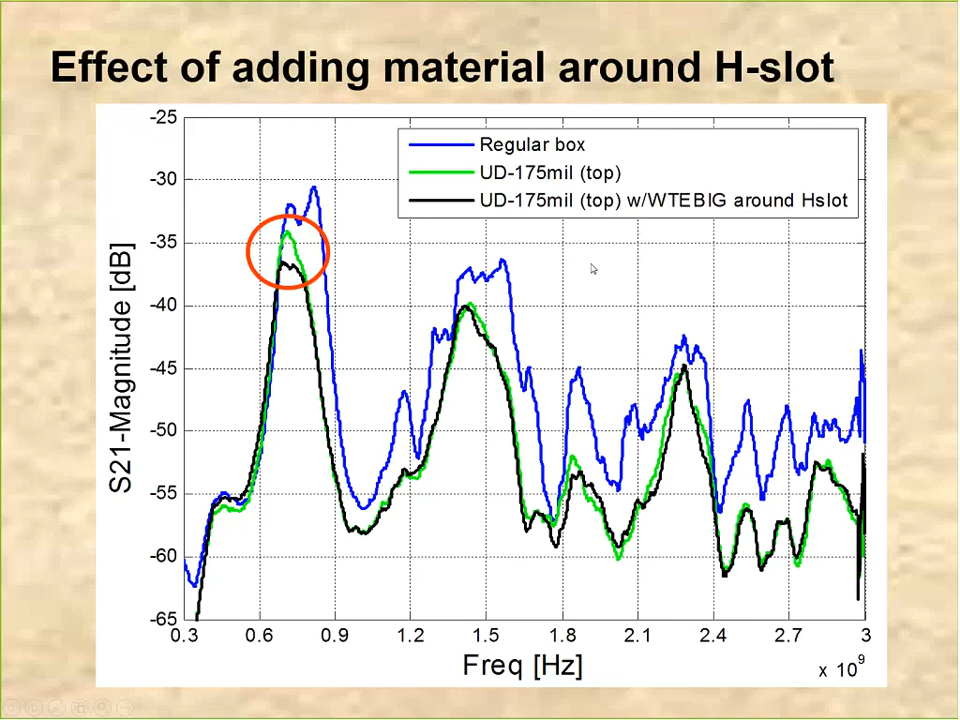 Effect of adding material around H-slot
Regular box
UD-175mil (top)
UD-175mil (top) w/WTEBIG around Hslot
S21-Magnitude [dB]
-25
-30
-35
-40
-45
-50
-55
-60
-65
0.3 0.6 0.9 1.2 1.5 1.8 2.1 2.4 2.7 3
Freq [Hz]
x 10⁹